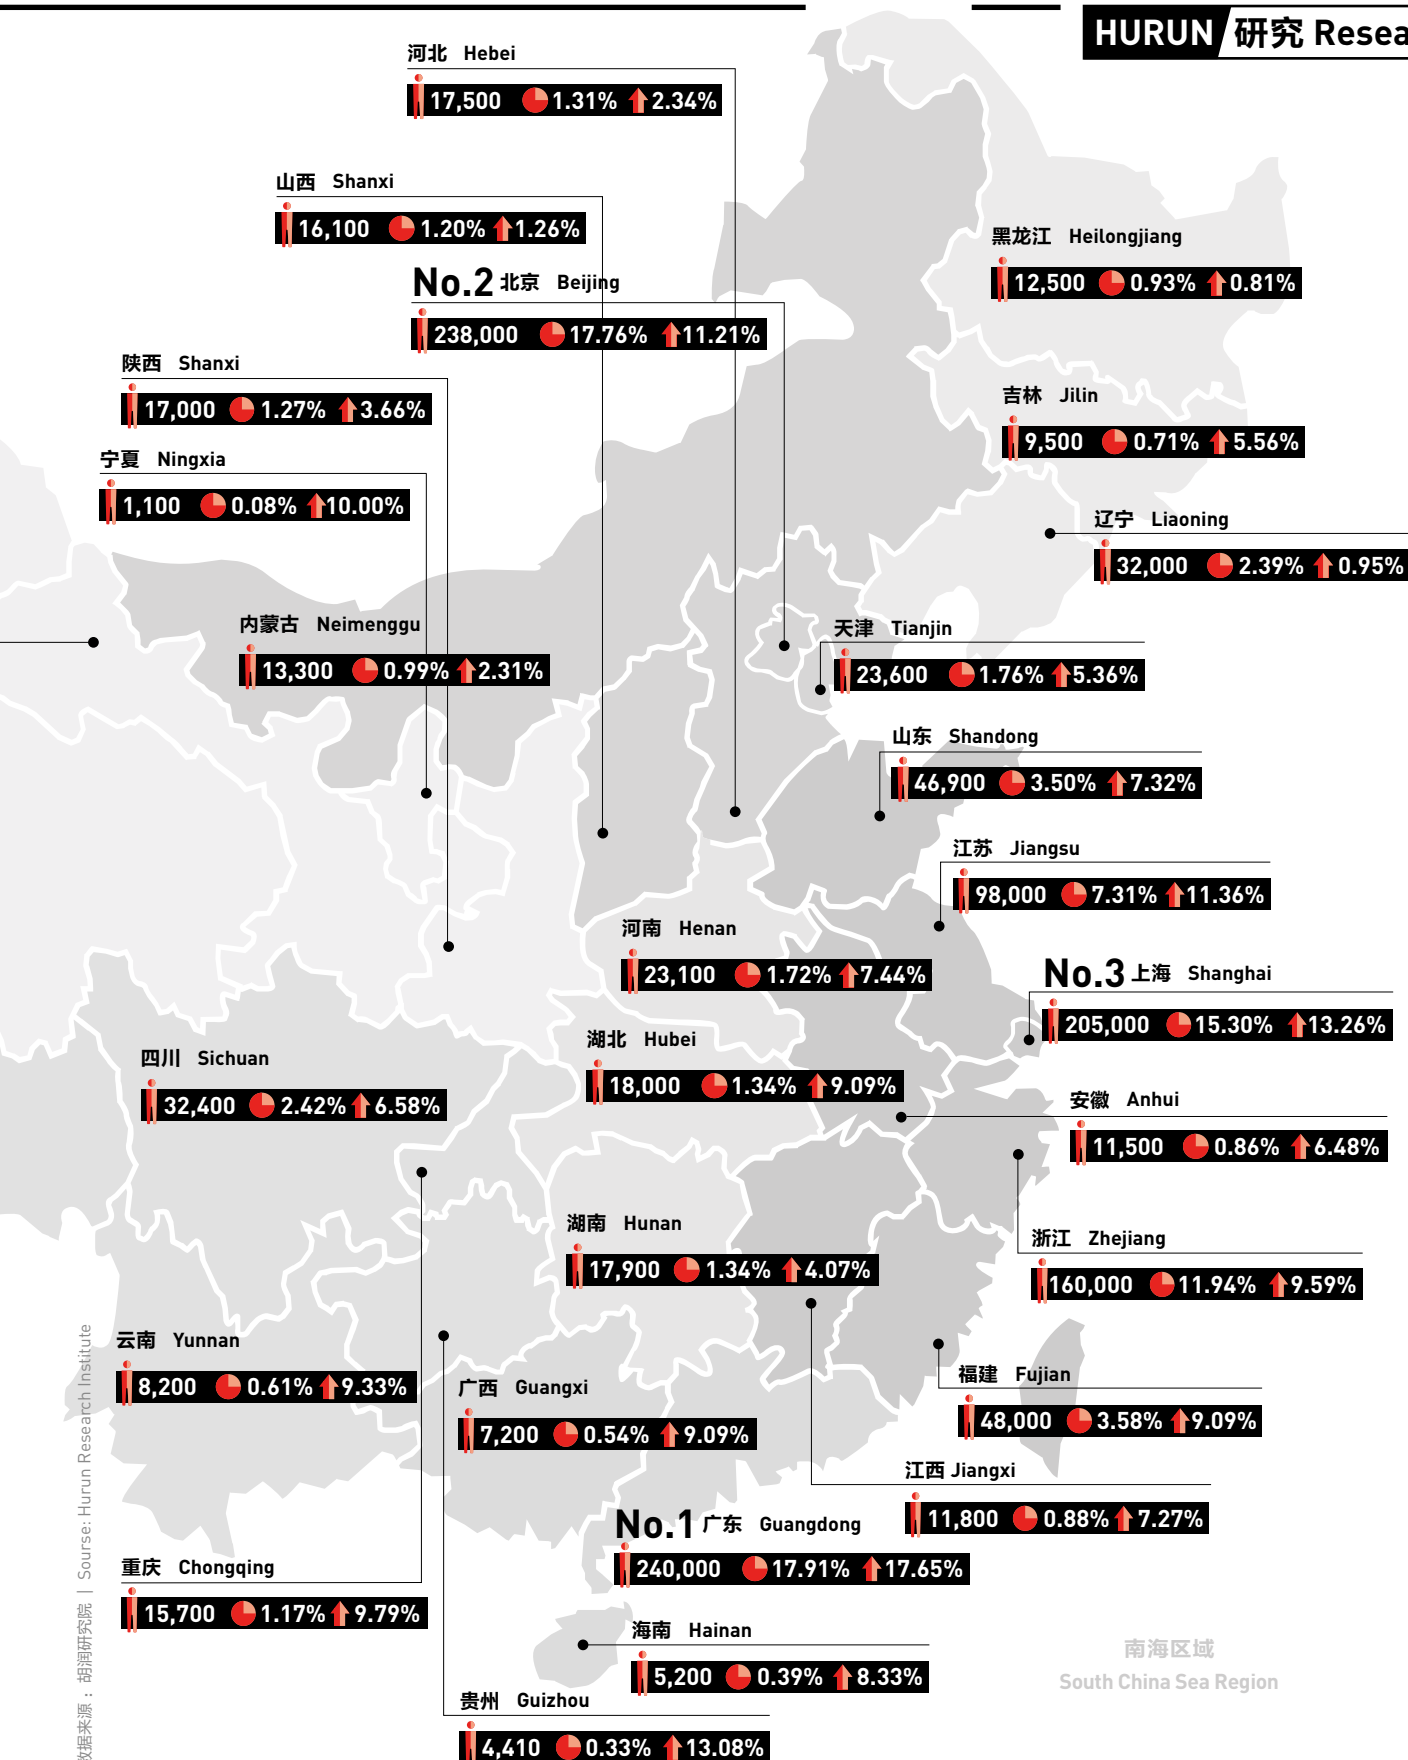 HURUN 研究 Resea
河北 Hebei
17,500 1.31% 2.34%
山西 Shanxi
16,100 1.20% 1.26%
黑龙江 Heilongjiang
12,500 0.93% 0.81%
No.2 北京 Beijing
238,000 17.76% 11.21%
陕西 Shanxi
17,000 1.27% 3.66%
吉林 Jilin
9,500 0.71% 5.56%
宁夏 Ningxia
1,100 0.08% 10.00%
辽宁 Liaoning
32,000 2.39% 0.95%
内蒙古 Neimenggu
13,300 0.99% 2.31%
天津 Tianjin
23,600 1.76% 5.36%
山东 Shandong
46,900 3.50% 7.32%
江苏 Jiangsu
98,000 7.31% 11.36%
河南 Henan
23,100 1.72% 7.44%
No.3 上海 Shanghai
205,000 15.30% 13.26%
湖北 Hubei
18,000 1.34% 9.09%
四川 Sichuan
32,400 2.42% 6.58%
安徽 Anhui
11,500 0.86% 6.48%
湖南 Hunan
17,900 1.34% 4.07%
浙江 Zhejiang
160,000 11.94% 9.59%
云南 Yunnan
8,200 0.61% 9.33%
广西 Guangxi
7,200 0.54% 9.09%
福建 Fujian
48,000 3.58% 9.09%
江西 Jiangxi
11,800 0.88% 7.27%
No.1 广东 Guangdong
240,000 17.91% 17.65%
重庆 Chongqing
15,700 1.17% 9.79%
海南 Hainan
5,200 0.39% 8.33%
贵州 Guizhou
4,410 0.33% 13.08%
南海区域
South China Sea Region
数据来源 : 胡润研究院 | Sourse: Hurun Research Institute